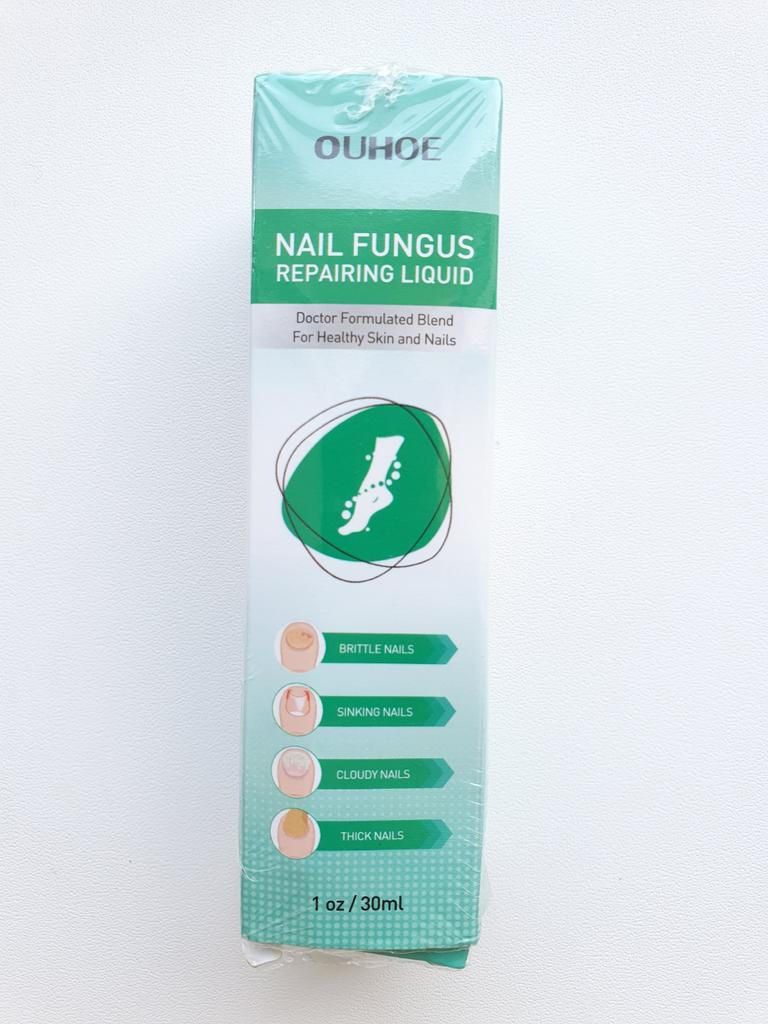 OUHOE
NAIL FUNGUS
REPAIRING LIQUID
Doctor Formulated Blend
For Healthy Skin and Nails
BRITTLE NAILS
SINKING NAILS
CLOUDY NAILS
THICK NAILS
1 oz / 30ml